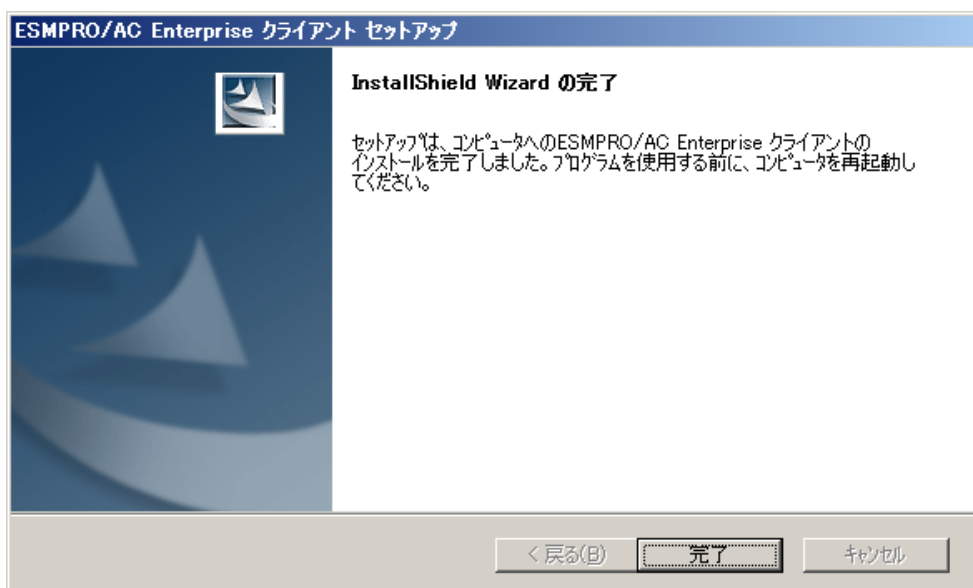 ESMPRO/AC Enterprise クライアント セットアップ
InstallShield Wizard の完了
セットアップは、コンピュータへのESMPRO/AC Enterprise クライアントの
インストールを完了しました。プログラムを使用する前に、コンピュータを再起動し
てください。
< 戻る(B)
完了
キャンセル